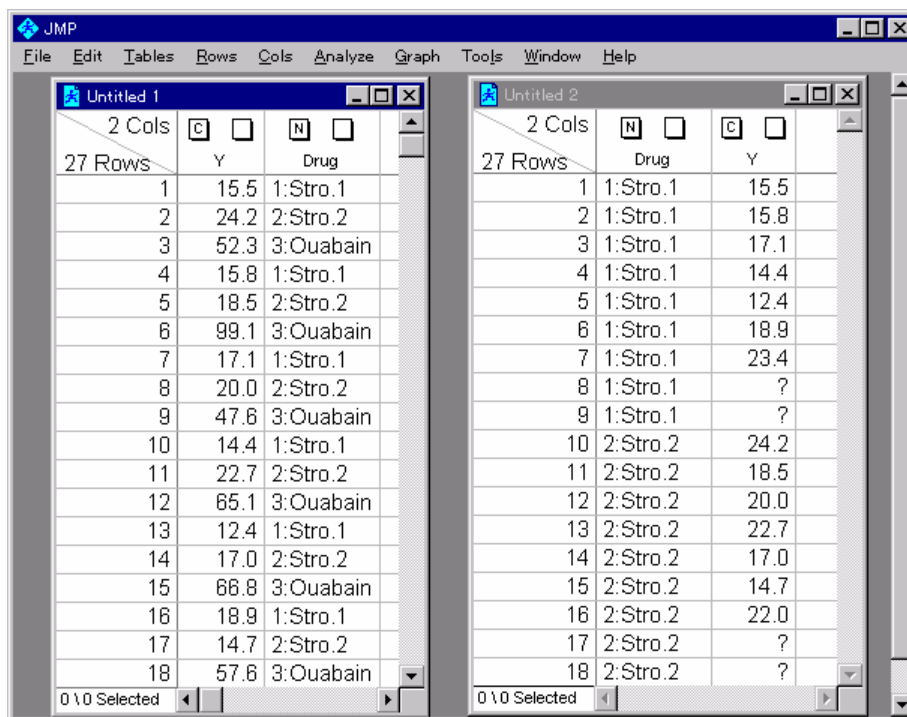 JMP
File Edit Tables Rows Cols Analyze Graph Tools Window Help
Untitled 1
2 Cols C N
27 Rows Y Drug
1 15.5 1:Stro.1
2 24.2 2:Stro.2
3 52.3 3:Ouabain
4 15.8 1:Stro.1
5 18.5 2:Stro.2
6 99.1 3:Ouabain
7 17.1 1:Stro.1
8 20.0 2:Stro.2
9 47.6 3:Ouabain
10 14.4 1:Stro.1
11 22.7 2:Stro.2
12 65.1 3:Ouabain
13 12.4 1:Stro.1
14 17.0 2:Stro.2
15 66.8 3:Ouabain
16 18.9 1:Stro.1
17 14.7 2:Stro.2
18 57.6 3:Ouabain
0\0 Selected
Untitled 2
2 Cols N C
27 Rows Drug Y
1 1:Stro.1 15.5
2 1:Stro.1 15.8
3 1:Stro.1 17.1
4 1:Stro.1 14.4
5 1:Stro.1 12.4
6 1:Stro.1 18.9
7 1:Stro.1 23.4
8 1:Stro.1 ?
9 1:Stro.1 ?
10 2:Stro.2 24.2
11 2:Stro.2 18.5
12 2:Stro.2 20.0
13 2:Stro.2 22.7
14 2:Stro.2 17.0
15 2:Stro.2 14.7
16 2:Stro.2 22.0
17 2:Stro.2 ?
18 2:Stro.2 ?
0\0 Selected